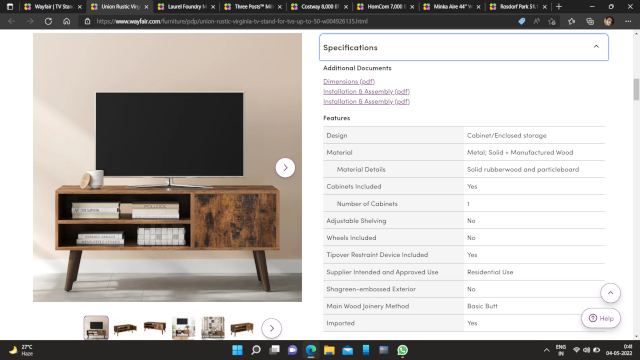 Wayfair | TV Stan
Union Rustic Virg
Laurel Foundry M
Three Posts™ Mil
Costway 8,000 B
HomCom 7,000 B
Minka Aire 44" V
Rosdorf Park 51.
https://www.wayfair.com/furniture/pdp/union-rustic-virginia-tv-stand-for-tvs-up-to-50-w004926135.html
Specifications
Additional Documents
Dimensions (pdf)
Installation & Assembly (pdf)
Installation & Assembly (pdf)
Features
Design Cabinet/Enclosed storage
Material Metal; Solid + Manufactured Wood
Material Details Solid rubberwood and particleboard
Cabinets Included Yes
Number of Cabinets 1
Adjustable Shelving No
Wheels Included No
Tipover Restraint Device Included Yes
Supplier Intended and Approved Use Residential Use
Shagreen-embossed Exterior No
Main Wood Joinery Method Basic Butt
Imported Yes
Help
27°C
Haze
ENG
IN
04-05-2022